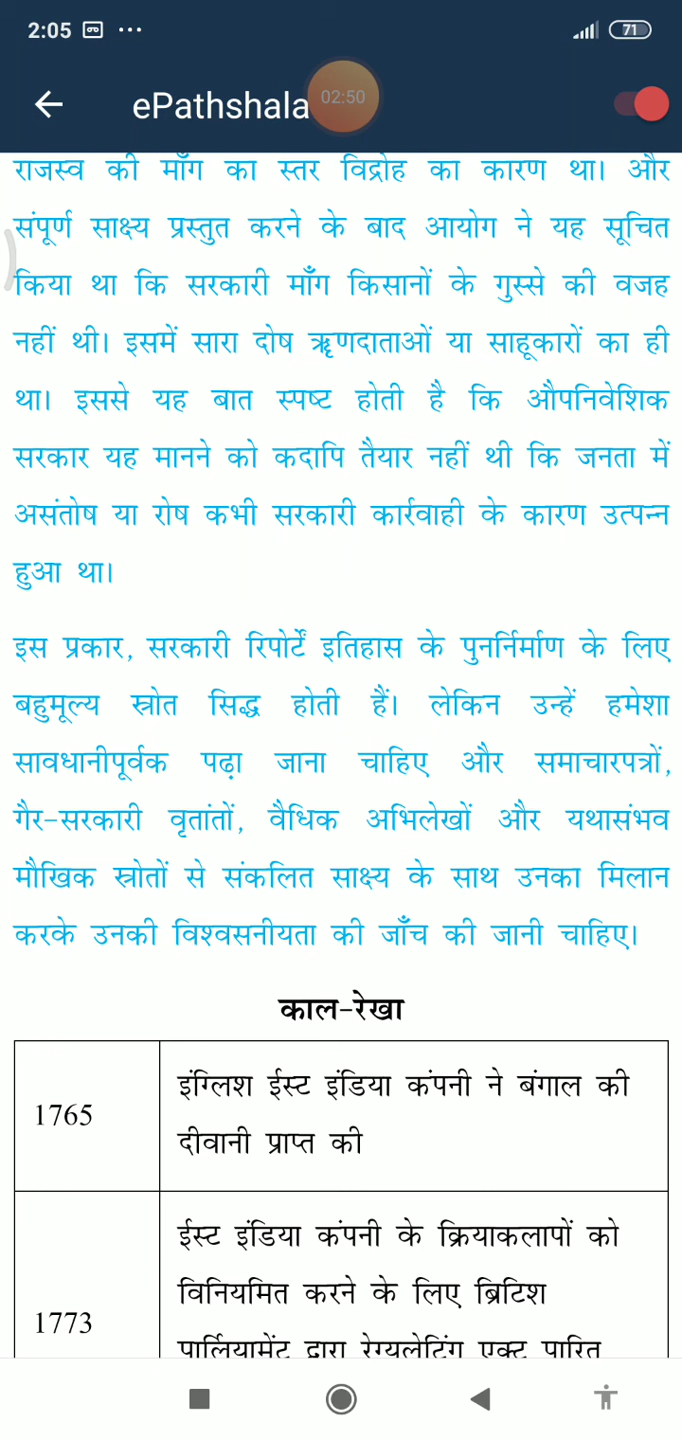 2:05
71
ePathshala
02:50
राजस्व की माँग का स्तर विद्रोह का कारण था। और
संपूर्ण साक्ष्य प्रस्तुत करने के बाद आयोग ने यह सूचित
किया था कि सरकारी माँग किसानों के गुस्से की वजह
नहीं थी। इसमें सारा दोष ऋणदाताओं या साहूकारों का ही
था। इससे यह बात स्पष्ट होती है कि औपनिवेशिक
सरकार यह मानने को कदापि तैयार नहीं थी कि जनता में
असंतोष या रोष कभी सरकारी कार्रवाही के कारण उत्पन्न
हुआ था।
इस प्रकार, सरकारी रिपोर्टें इतिहास के पुनर्निर्माण के लिए
बहुमूल्य स्रोत सिद्ध होती हैं। लेकिन उन्हें हमेशा
सावधानीपूर्वक पढ़ा जाना चाहिए और समाचारपत्रों,
गैर-सरकारी वृतांतों, वैधिक अभिलेखों और यथासंभव
मौखिक स्रोतों से संकलित साक्ष्य के साथ उनका मिलान
करके उनकी विश्वसनीयता की जाँच की जानी चाहिए।
काल-रेखा
1765
इंग्लिश ईस्ट इंडिया कंपनी ने बंगाल की
दीवानी प्राप्त की
1773
ईस्ट इंडिया कंपनी के क्रियाकलापों को
विनियमित करने के लिए ब्रिटिश
पार्लियामेंट द्वारा रेग्युलेटिंग एक्ट पारित